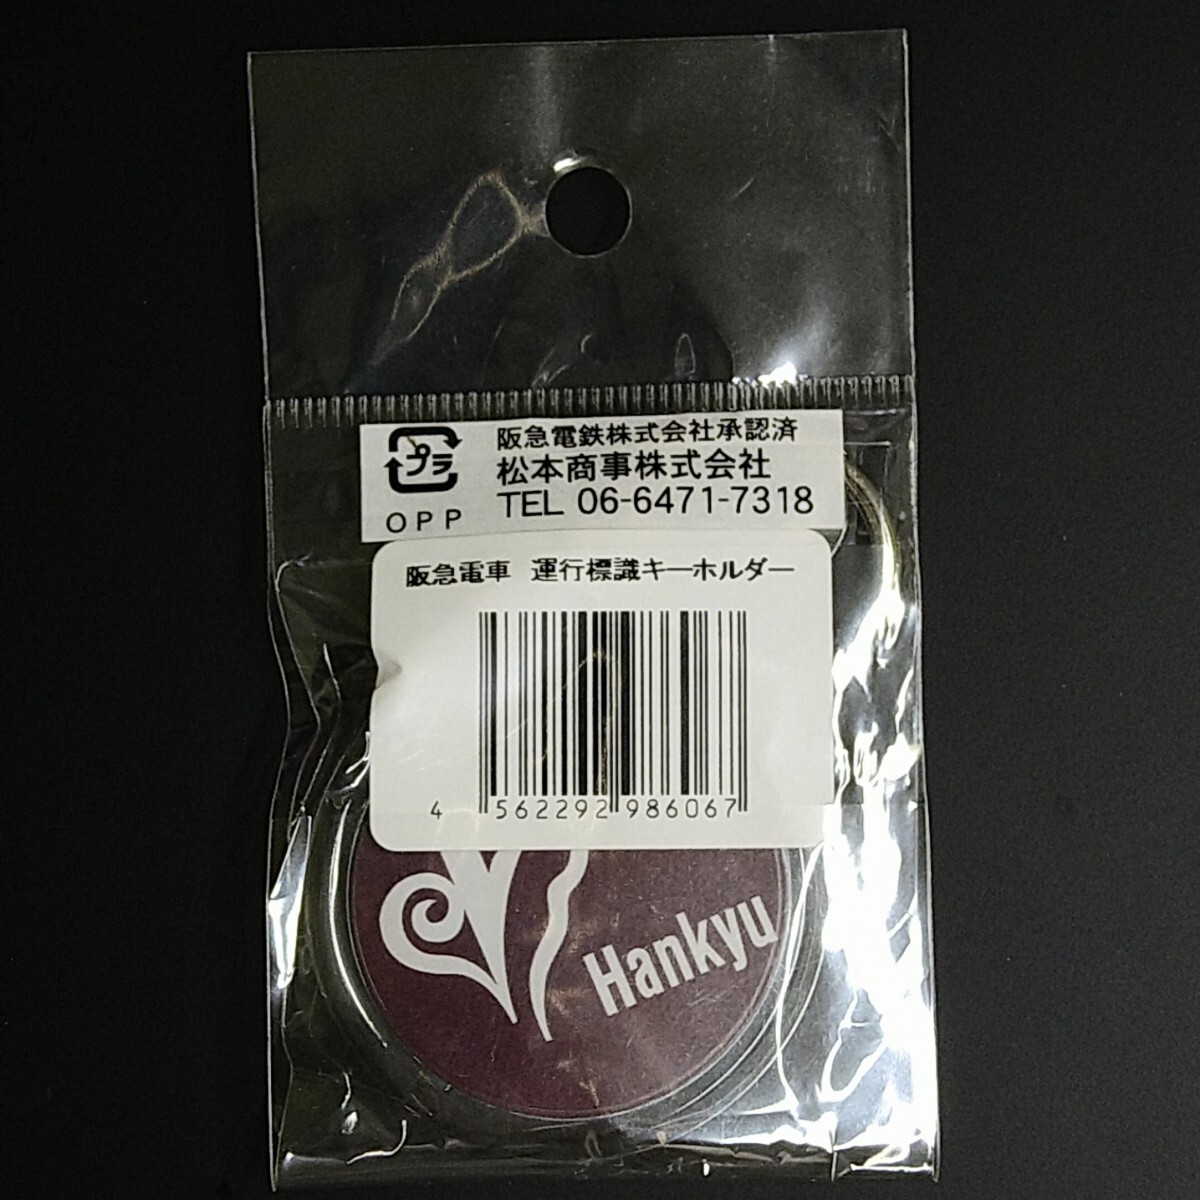 プラ
OPP
阪急電鉄株式会社承認済
松本商事株式会社
TEL 06-6471-7318
阪急電車 運行標識キーホルダー
4 562292 986067
Hankyu